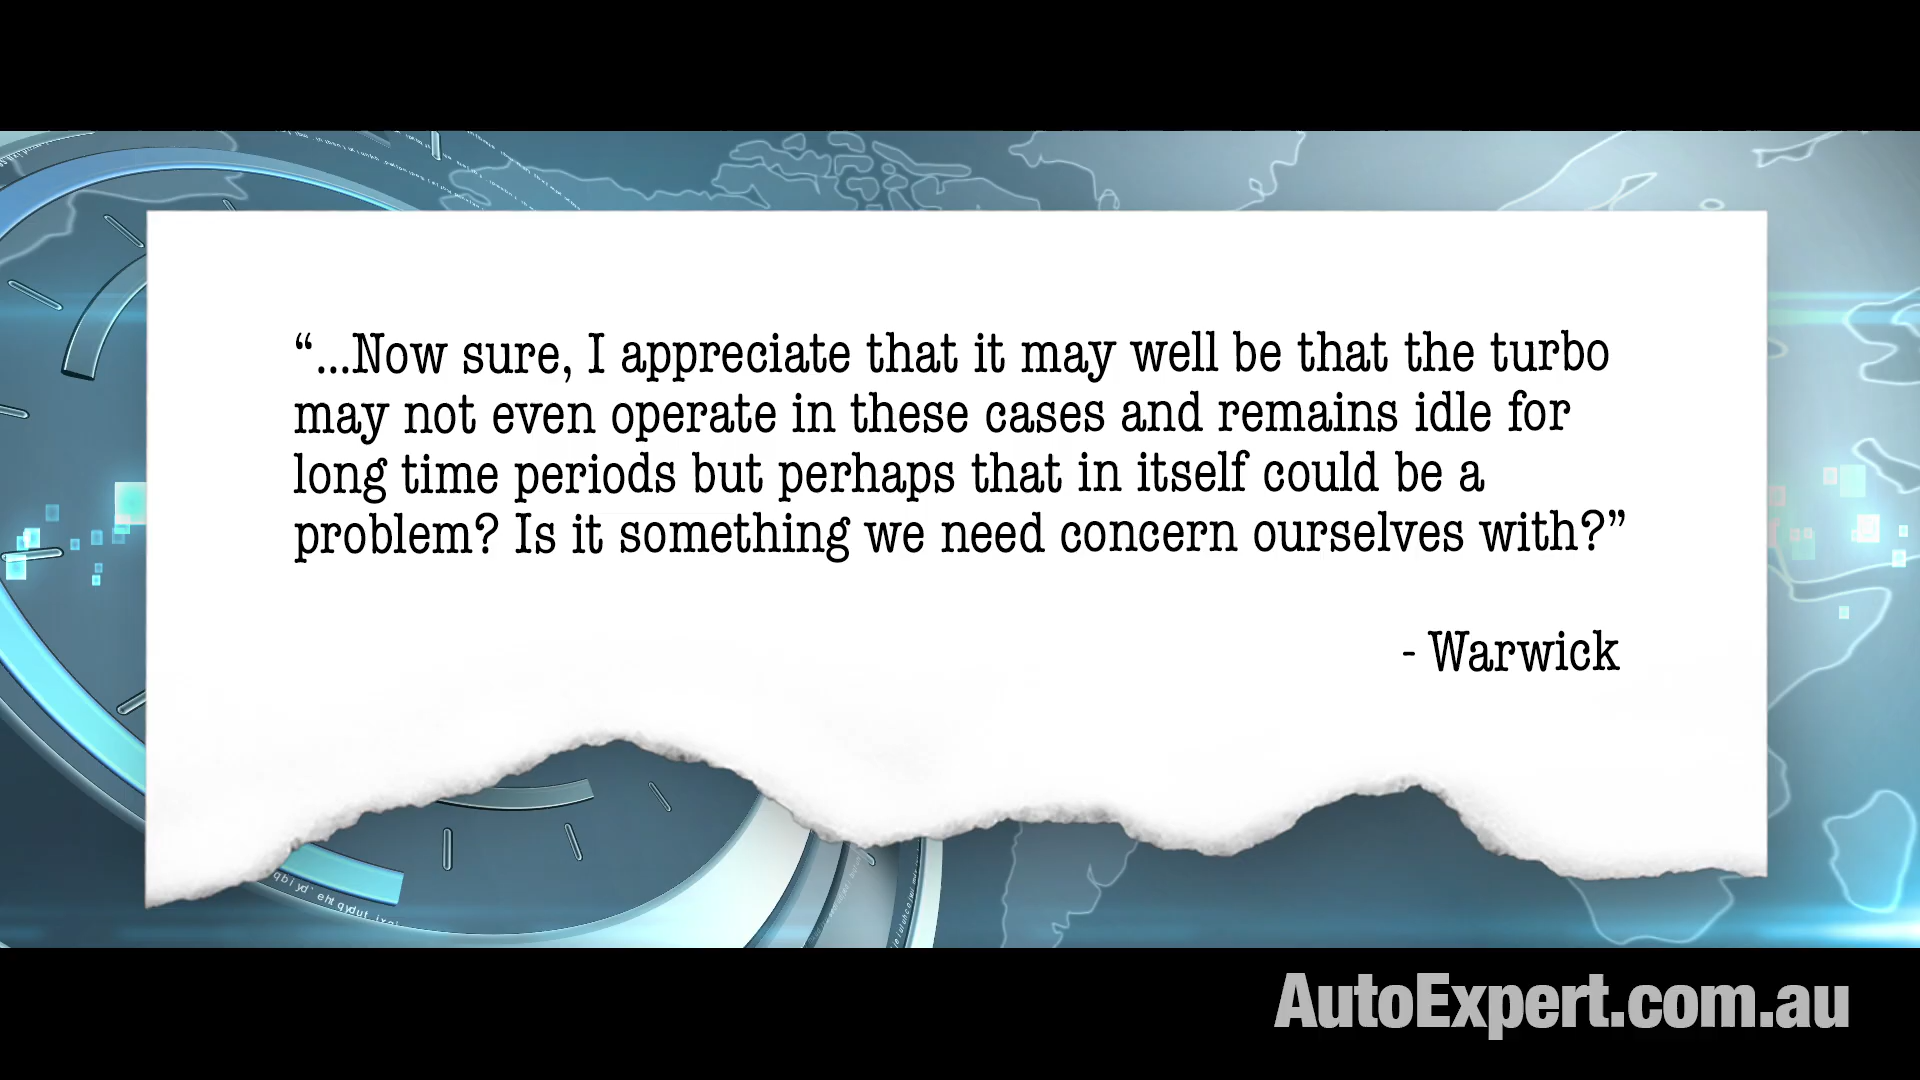 “...Now sure, I appreciate that it may well be that the turbo
may not even operate in these cases and remains idle for
long time periods but perhaps that in itself could be a
problem? Is it something we need concern ourselves with?”
- Warwick
AutoExpert.com.au